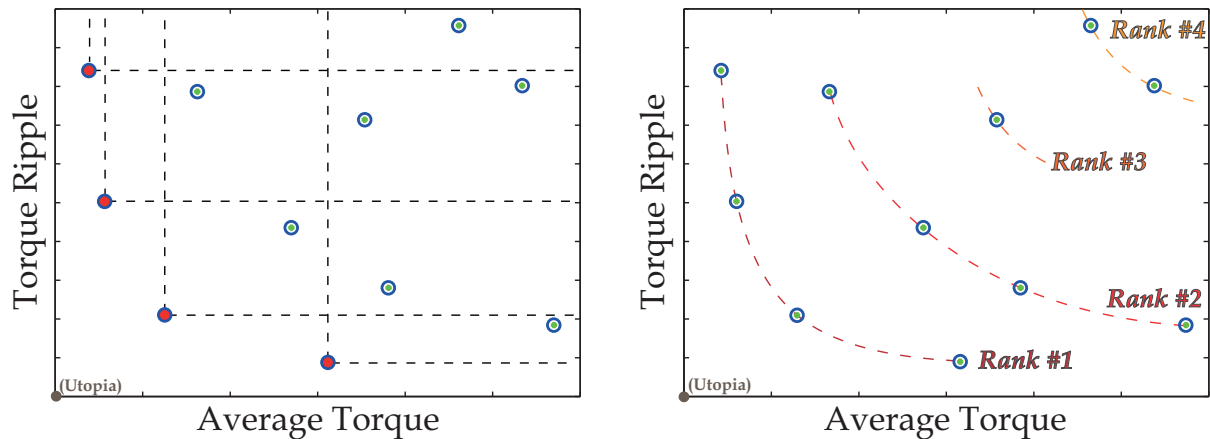 Torque Ripple
(Utopia)
Average Torque
Torque Ripple
Rank #4
Rank #3
Rank #2
Rank #1
(Utopia)
Average Torque